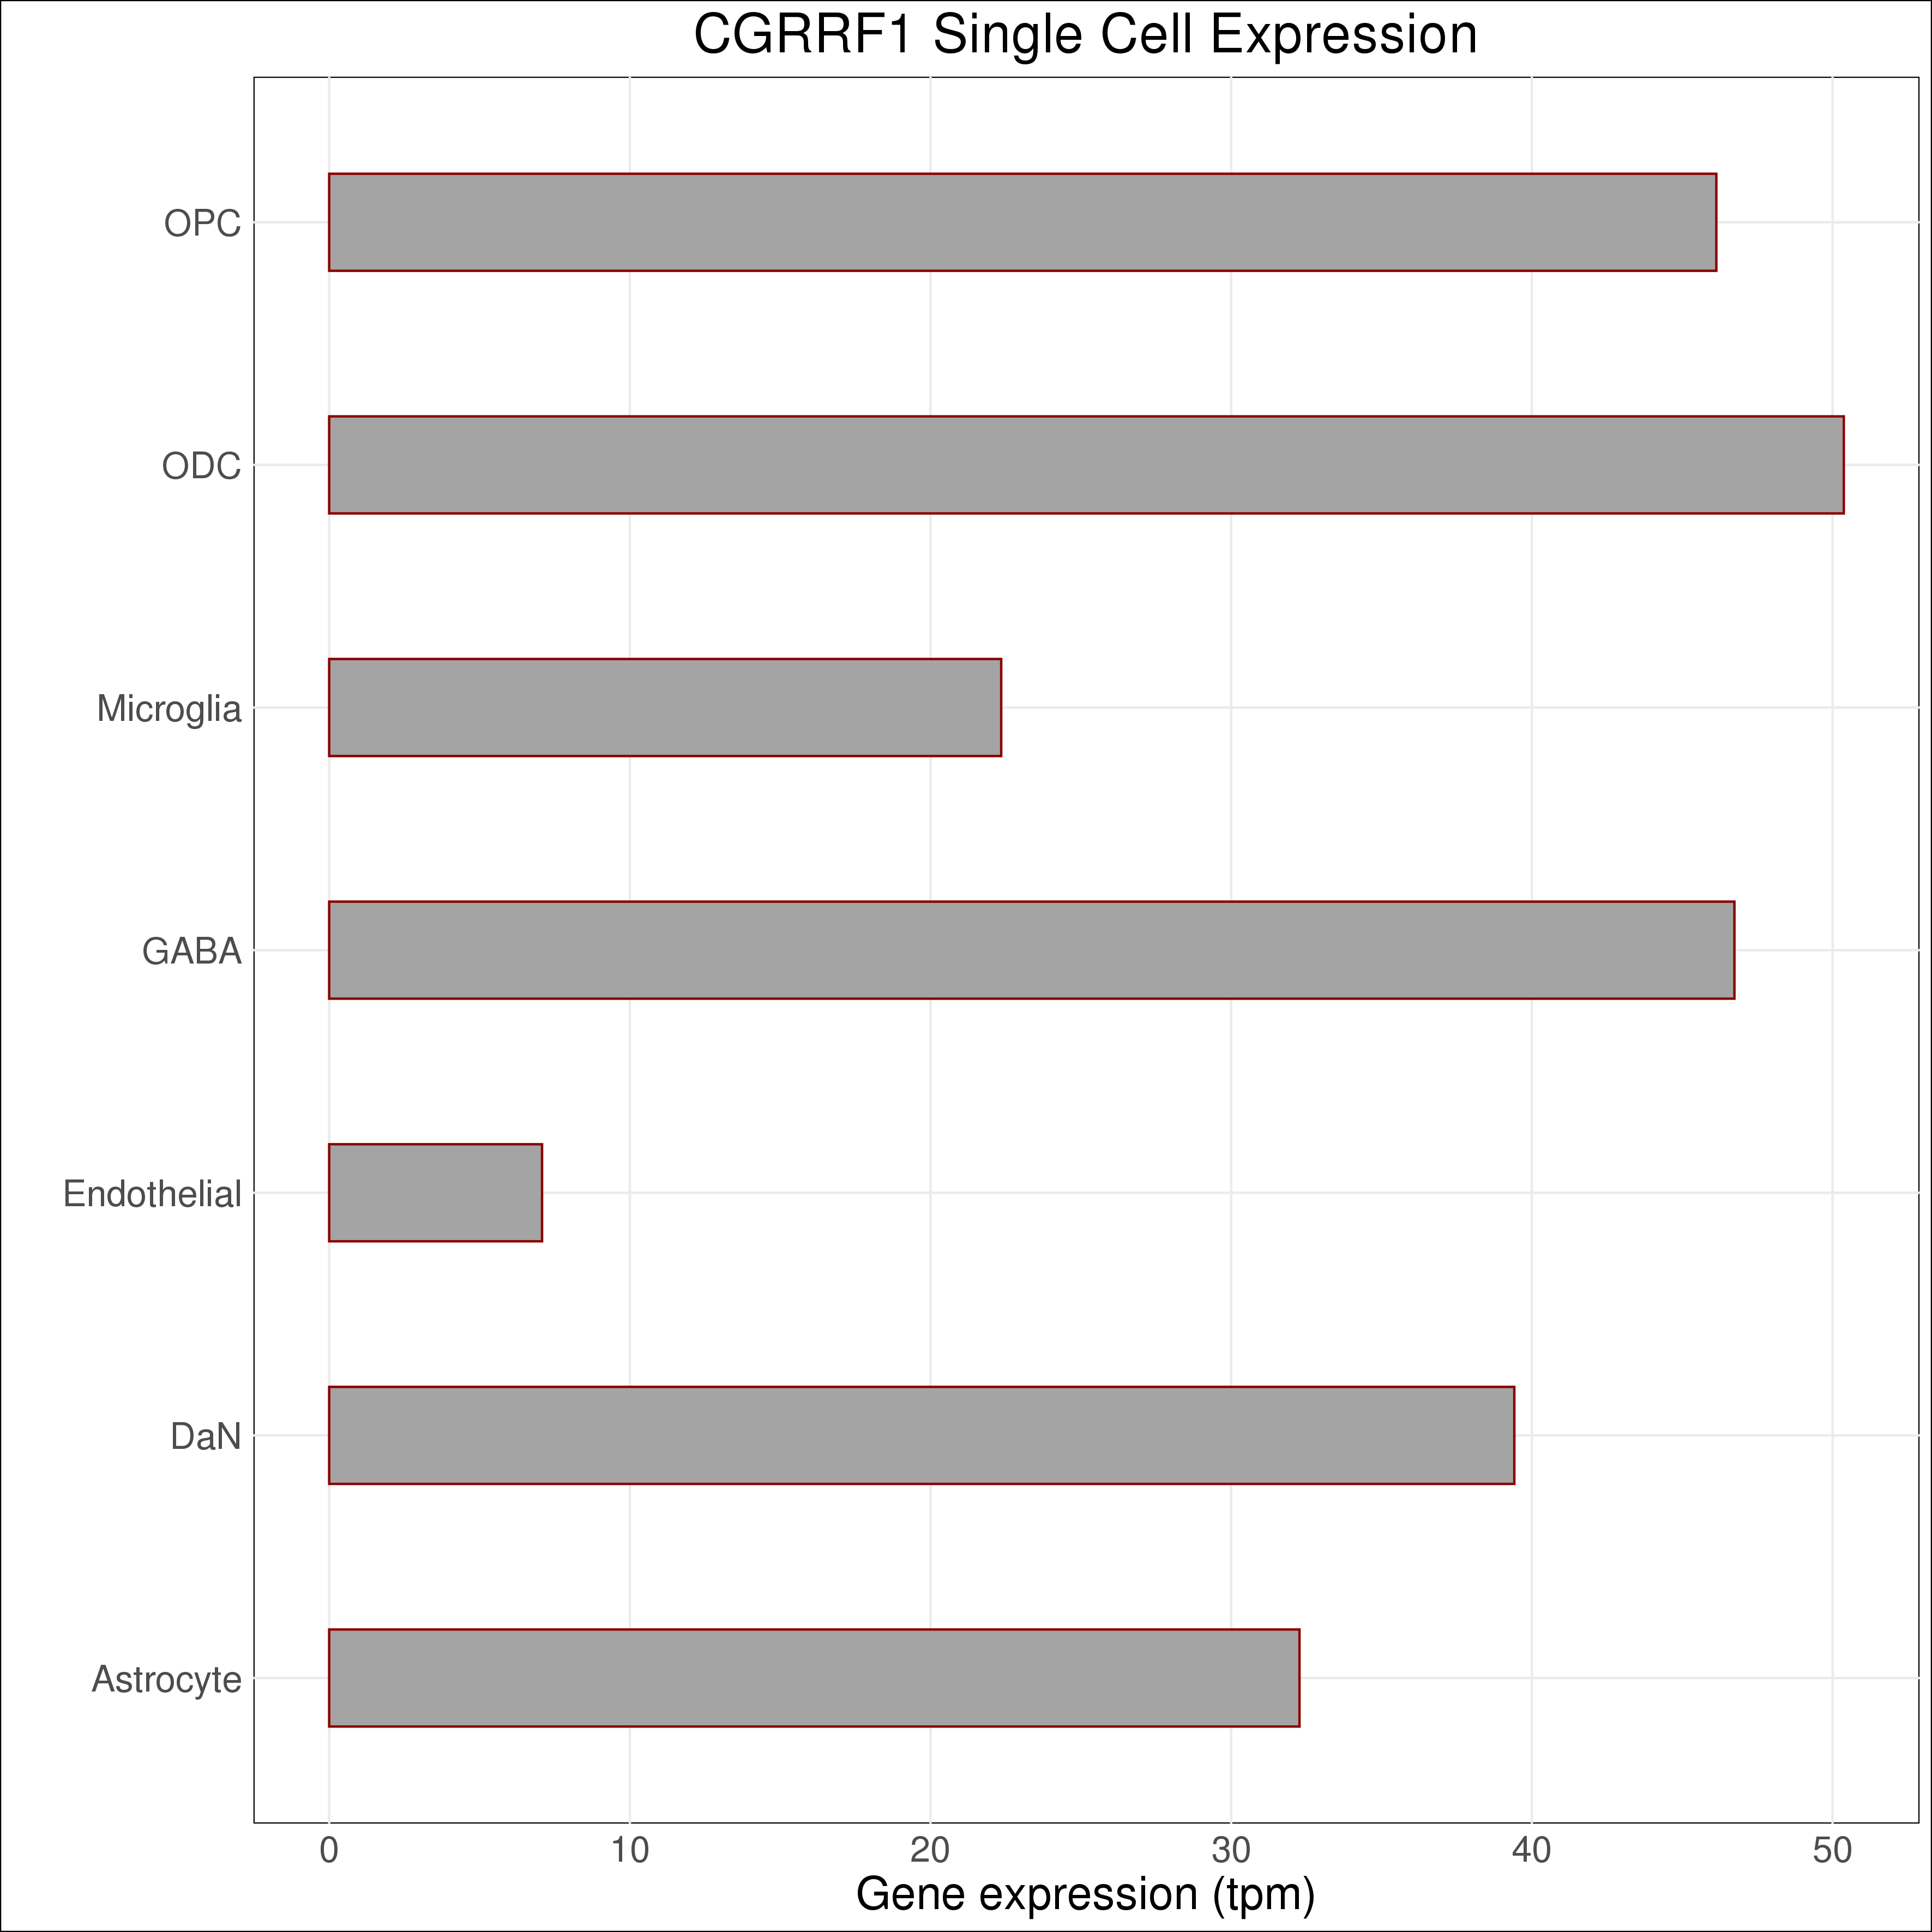 CGRRF1 Single Cell Expression
OPC
ODC
Microglia
GABA
Endothelial
DaN
Astrocyte
0 10 20 30 40 50
Gene expression (tpm)